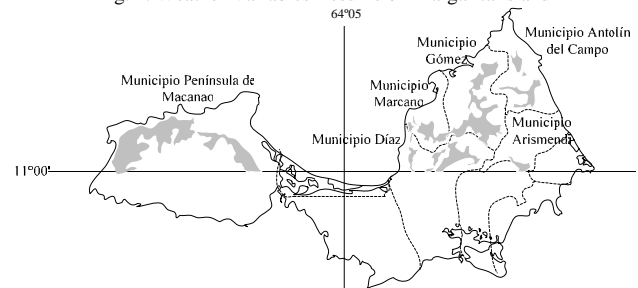 64º05
Municipio Antolín
del Campo
Municipio
Gómez
Municipio Península de
Macanao
Municipio
Marcano
Municipio
Arismendi
Municipio Díaz
11º00'